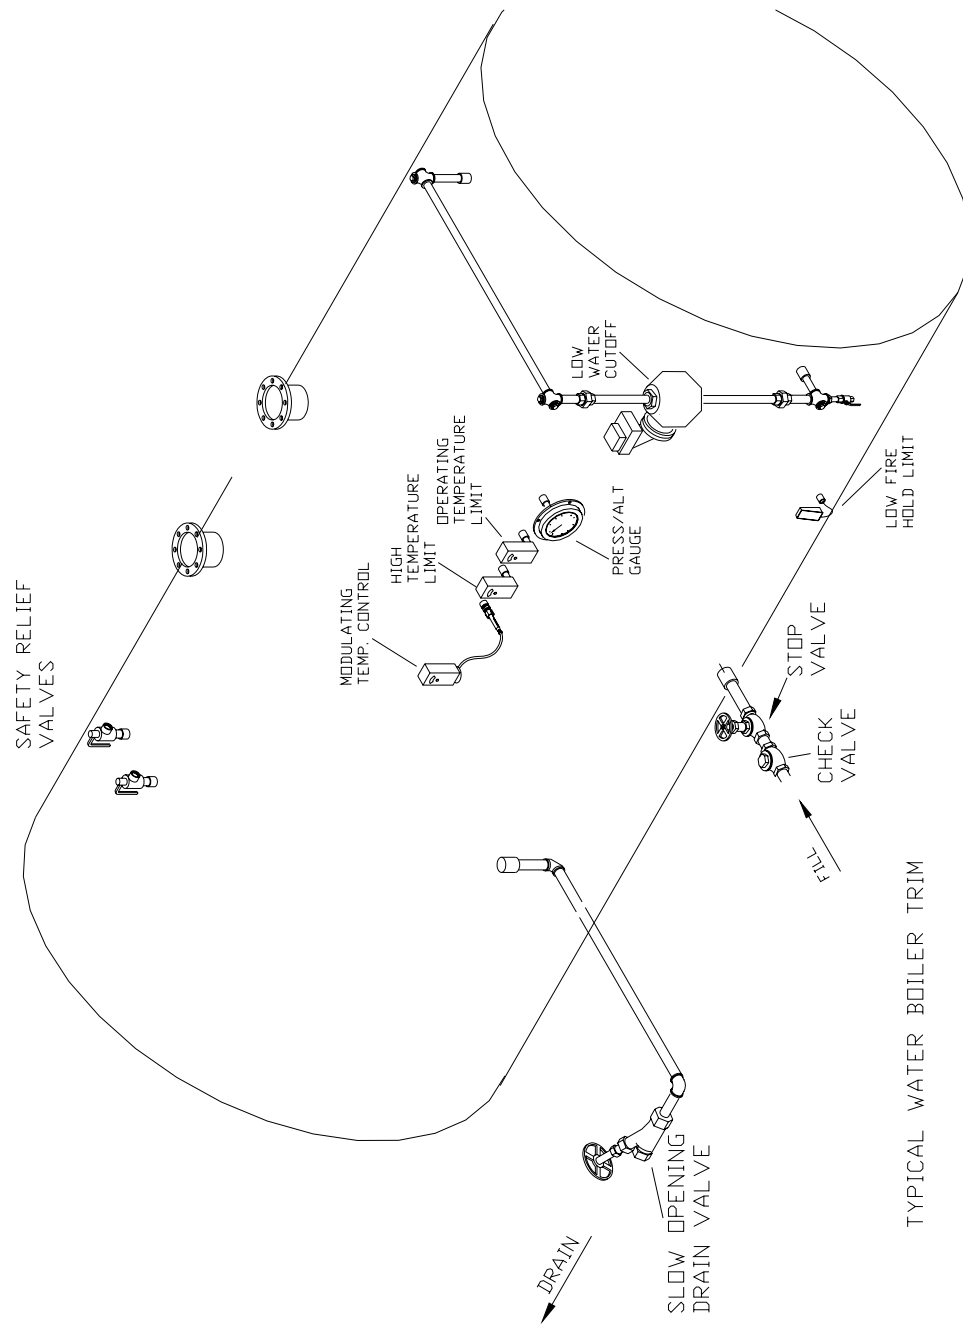 SAFETY RELIEF
VALVES
MODULATING
TEMP. CONTROL
HIGH
TEMPERATURE
LIMIT
OPERATING
TEMPERATURE
LIMIT
LOW
WATER
CUTOFF
PRESS/ALT
GAUGE
LOW FIRE
HOLD LIMIT
STOP
VALVE
CHECK
VALVE
FILL
SLOW OPENING
DRAIN VALVE
DRAIN
TYPICAL WATER BOILER TRIM